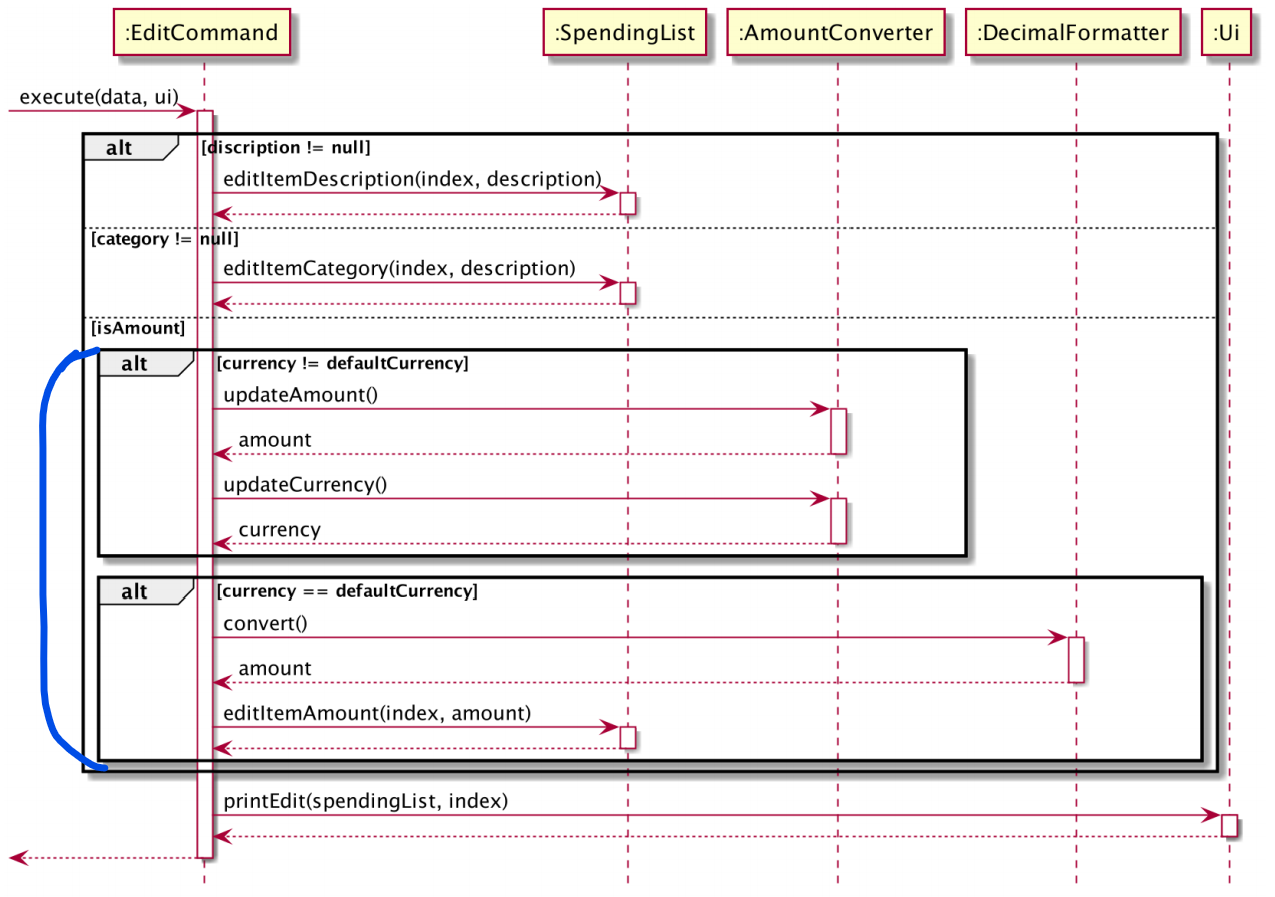 :EditCommand :SpendingList :AmountConverter :DecimalFormatter :Ui
execute(data, ui)
alt [discription != null]
editItemDescription(index, description)
[category != null]
editItemCategory(index, description)
[isAmount]
alt [currency != defaultCurrency]
updateAmount()
amount
updateCurrency()
currency
alt [currency == defaultCurrency]
convert()
amount
editItemAmount(index, amount)
printEdit(spendingList, index)